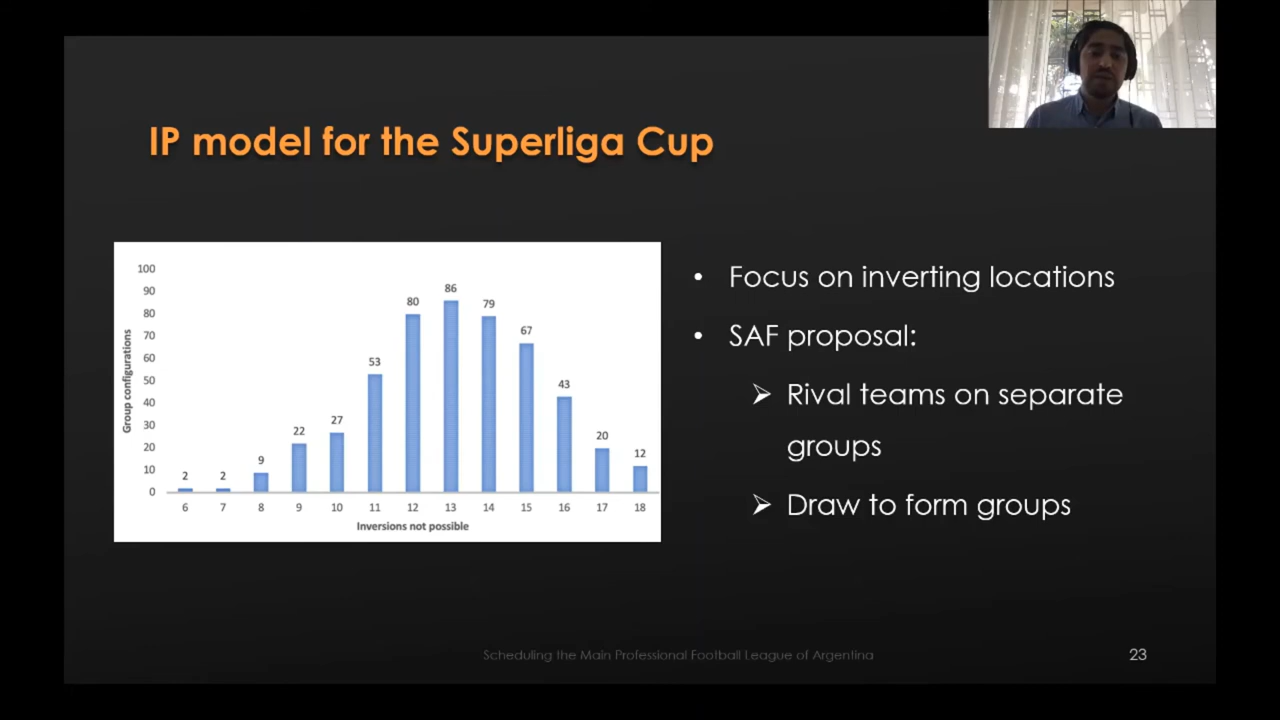 IP model for the Superliga Cup
100
90
80
70
60
50
40
30
20
10
0
Group configurations
2
2
9
22
27
53
80
86
79
67
43
20
12
6 7 8 9 10 11 12 13 14 15 16 17 18
Inversions not possible
• Focus on inverting locations
• SAF proposal:
➢ Rival teams on separate
groups
➢ Draw to form groups
Scheduling the Main Professional Football League of Argentina
23